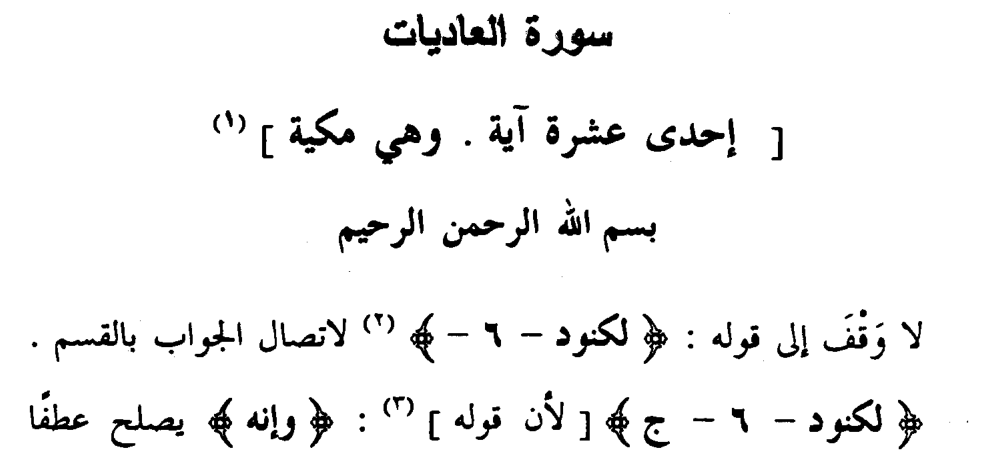 سورة العاديات
[ إحدى عشرة آية . وهي مكية ] (١)
بسم الله الرحمن الرحيم
لا وَقْفَ إلى قوله : ﴿ لكنود – ٦ – ﴾ (٢) لاتصال الجواب بالقسم .
﴿ لكنود – ٦ – ج ﴾ [ لأن قوله ] (٣) : ﴿ وإنه ﴾ يصلح عطفًا